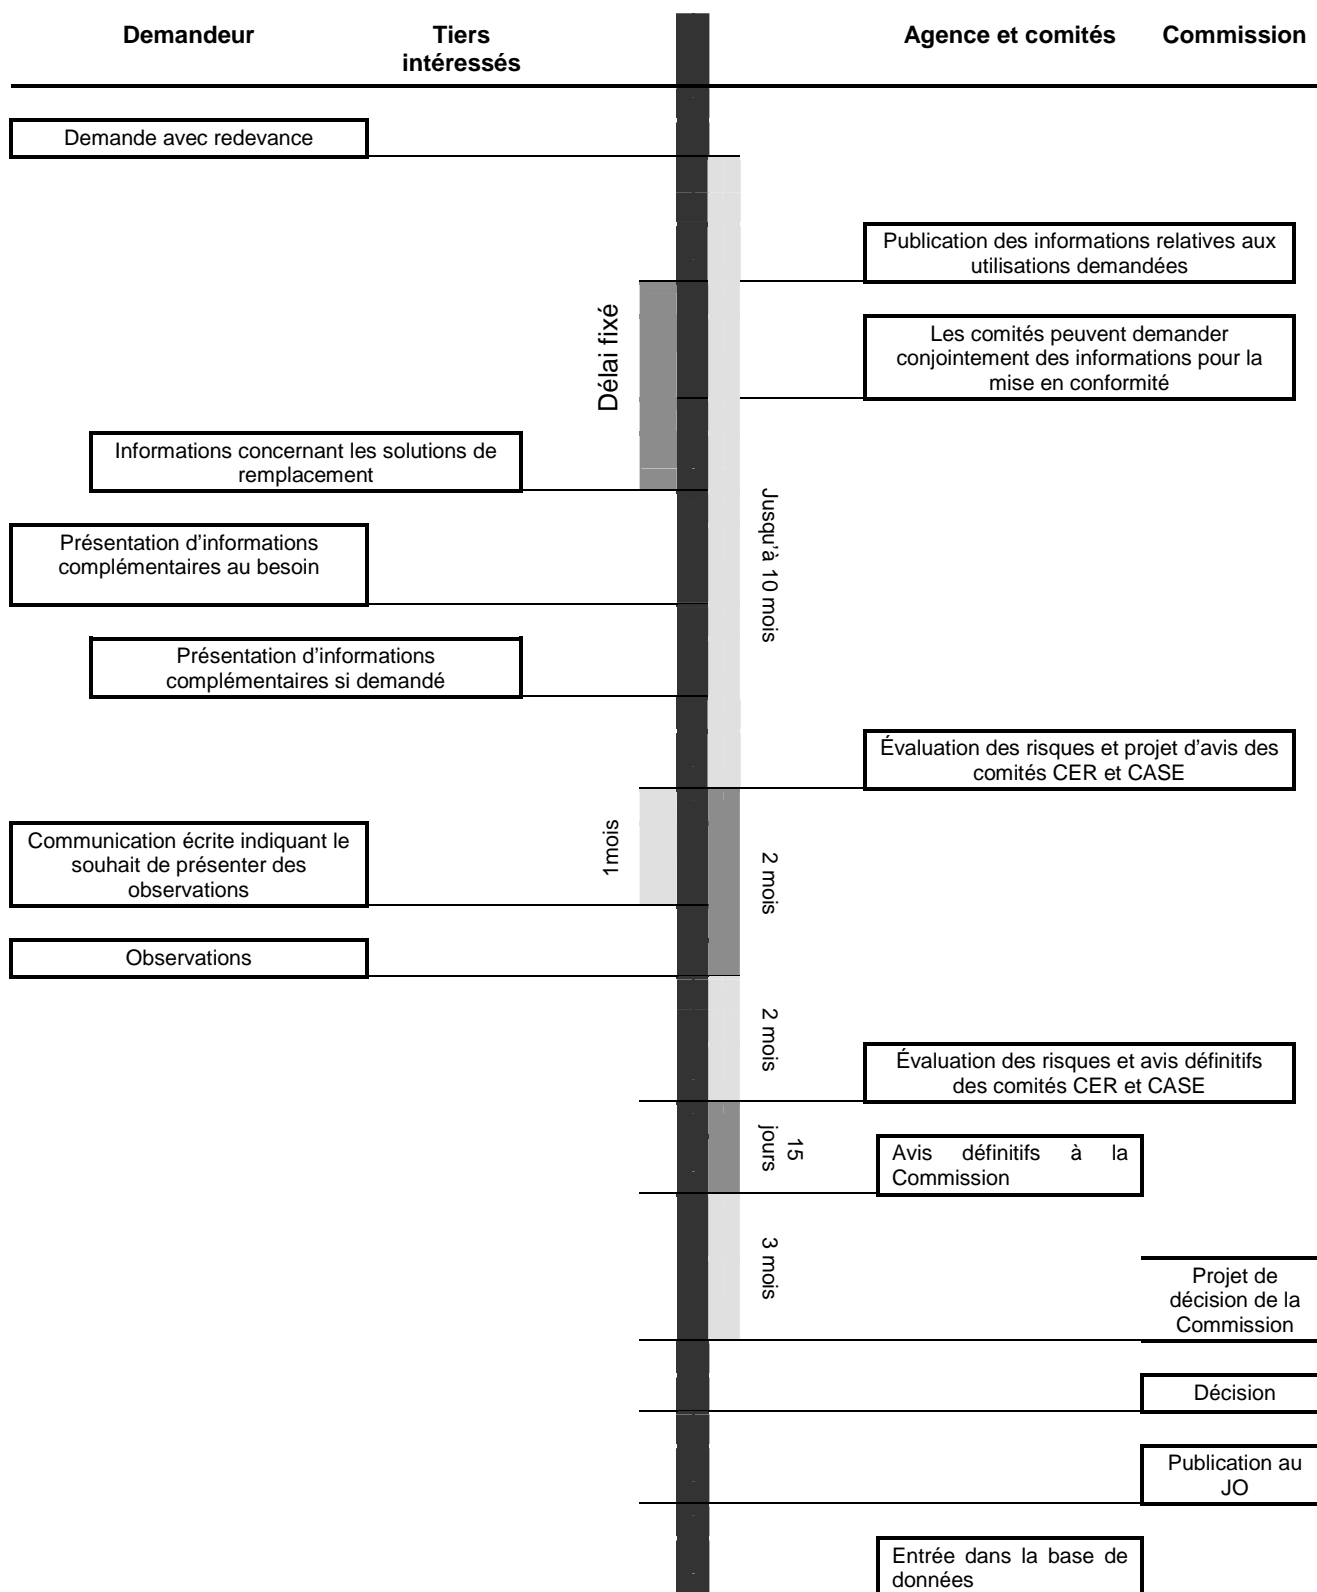 Demandeur
Tiers
intéressés
Agence et comités
Commission
Demande avec redevance
Publication des informations relatives aux
utilisations demandées
Délai fixé
Les comités peuvent demander
conjointement des informations pour la
mise en conformité
Informations concernant les solutions de
remplacement
Jusqu'à 10 mois
Présentation d'informations
complémentaires au besoin
Présentation d'informations
complémentaires si demandé
Évaluation des risques et projet d'avis des
comités CER et CASE
1mois
2 mois
Communication écrite indiquant le
souhait de présenter des
observations
Observations
2 mois
Évaluation des risques et avis définitifs
des comités CER et CASE
15
jours
Avis définitifs à la
Commission
3 mois
Projet de
décision de la
Commission
Décision
Publication au
JO
Entrée dans la base de
données